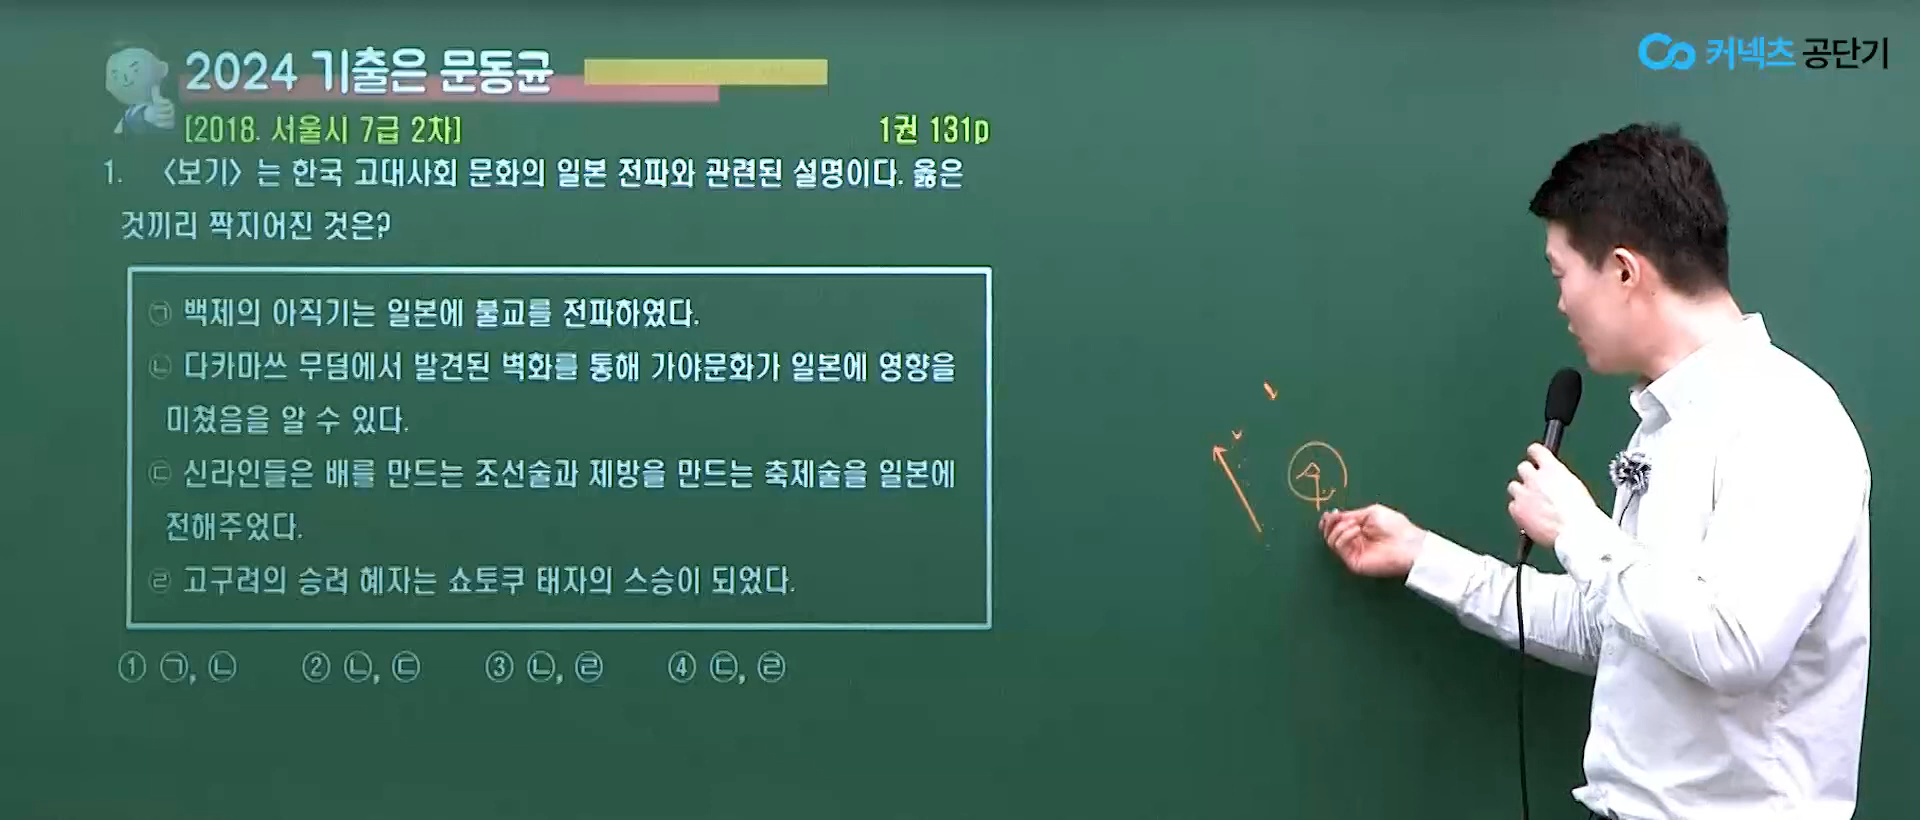 커넥츠 공단기
2024 기출은 문동균
[2018. 서울시 7급 2차] 1권 131p
1. <보기> 는 한국 고대사회 문화의 일본 전파와 관련된 설명이다. 옳은
것끼리 짝지어진 것은?
㉠ 백제의 아직기는 일본에 불교를 전파하였다.
㉡ 다카마쓰 무덤에서 발견된 벽화를 통해 가야문화가 일본에 영향을
미쳤음을 알 수 있다.
㉢ 신라인들은 배를 만드는 조선술과 제방을 만드는 축제술을 일본에
전해주었다.
㉣ 고구려의 승려 혜자는 쇼토쿠 태자의 스승이 되었다.
① ㉠, ㉡ ② ㉡, ㉢ ③ ㉡, ㉣ ④ ㉢, ㉣